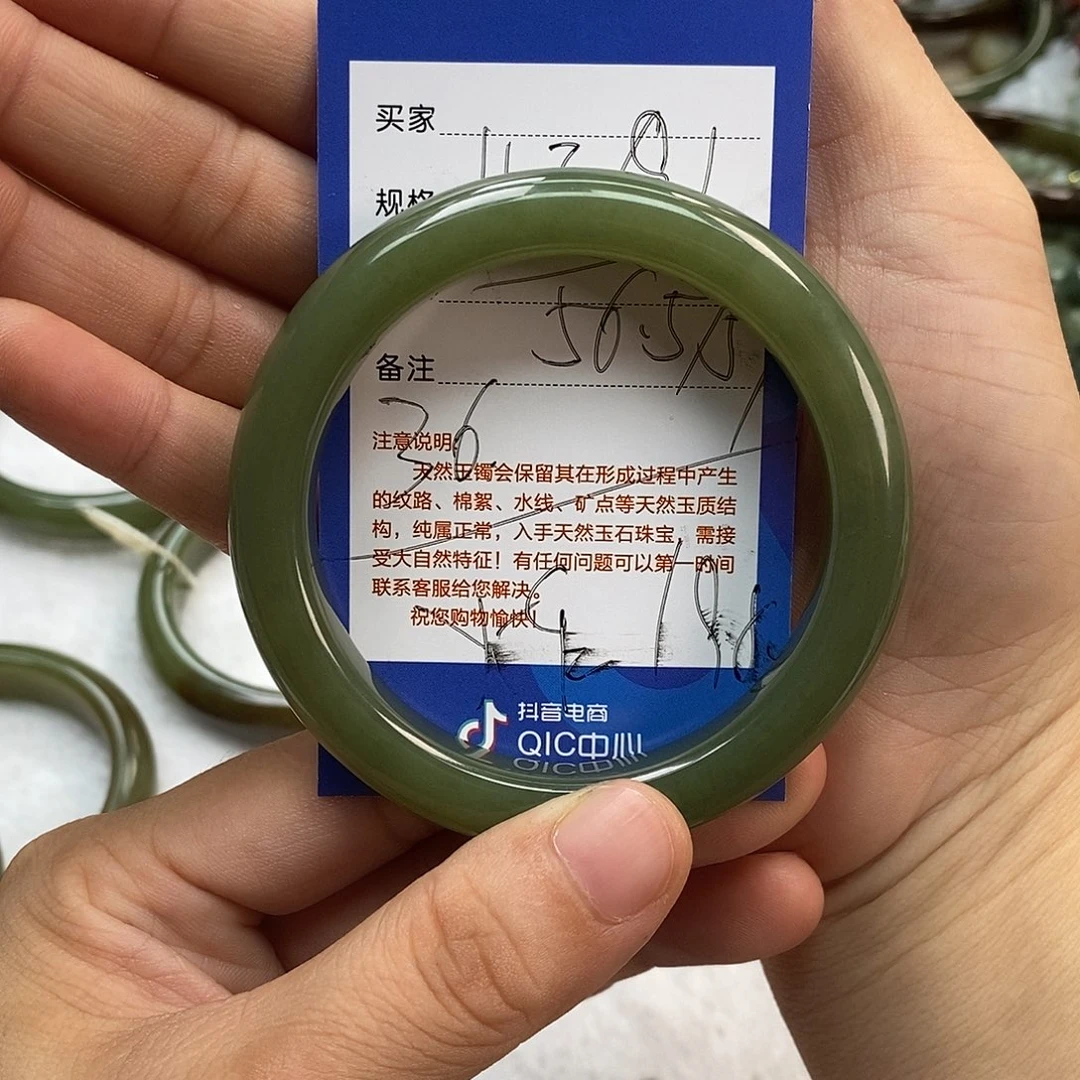 买家
规格
56.5
备注
36
注意说明:
天然玉镯会保留其在形成过程中产生
的纹路、棉絮、水线、矿点等天然玉质结
构，纯属正常，入手天然玉石珠宝，需接
受大自然特征！有任何问题可以第一时间
联系客服给您解决。
祝您购物愉快！
抖音电商
QIC中心